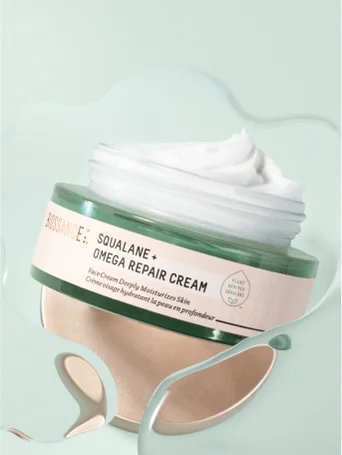 BIOSSANCE
SQUALANE +
OMEGA REPAIR CREAM
Face Cream Deeply Moisturizes Skin
Crème visage hydratant la peau en profondeur
PLANT
DERIVED
SQUALANE